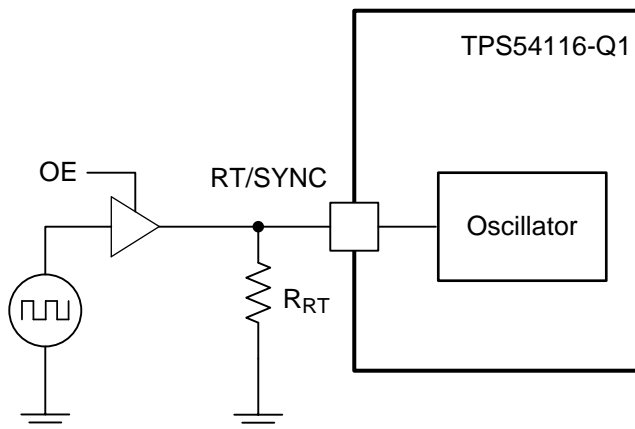 TPS54116-Q1
OE
RT/SYNC
Oscillator
RRT